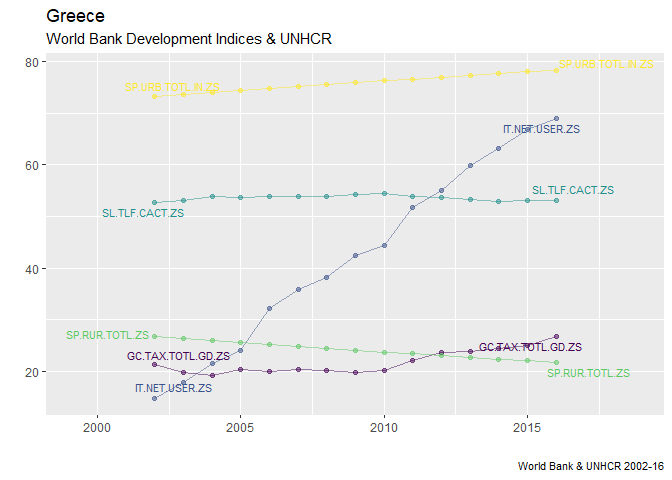 Greece
World Bank Development Indices & UNHCR
80
SP.URB.TOTL.IN.ZS
SP.URB.TOTL.IN.ZS
IT.NET.USER.ZS
60
SL.TLF.CACT.ZS
SL.TLF.CACT.ZS
40
SP.RUR.TOTL.ZS
GC.TAX.TOTL.GD.ZS
GC.TAX.TOTL.GD.ZS
20
SP.RUR.TOTL.ZS
IT.NET.USER.ZS
2000 2005 2010 2015
World Bank & UNHCR 2002-16